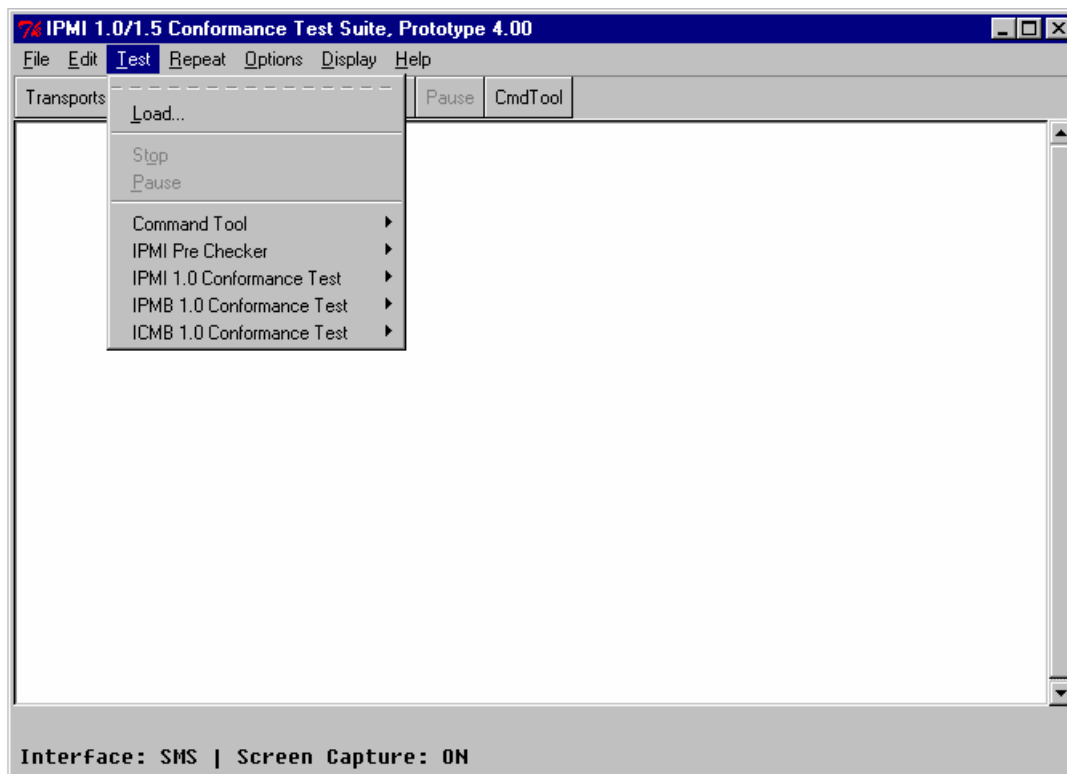 IPMI 1.0/1.5 Conformance Test Suite, Prototype 4.00
File Edit Test Repeat Options Display Help
Transports Pause CmdTool
Load...
Stop
Pause
Command Tool
IPMI Pre Checker
IPMI 1.0 Conformance Test
IPMB 1.0 Conformance Test
ICMB 1.0 Conformance Test
Interface: SMS | Screen Capture: ON